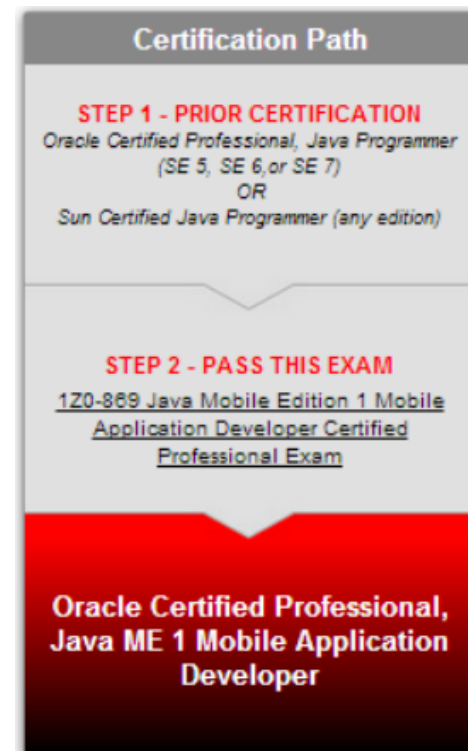 Certification Path
STEP 1 - PRIOR CERTIFICATION
Oracle Certified Professional, Java Programmer
(SE 5, SE 6,or SE 7)
OR
Sun Certified Java Programmer (any edition)
STEP 2 - PASS THIS EXAM
1Z0-869 Java Mobile Edition 1 Mobile
Application Developer Certified
Professional Exam
Oracle Certified Professional,
Java ME 1 Mobile Application
Developer